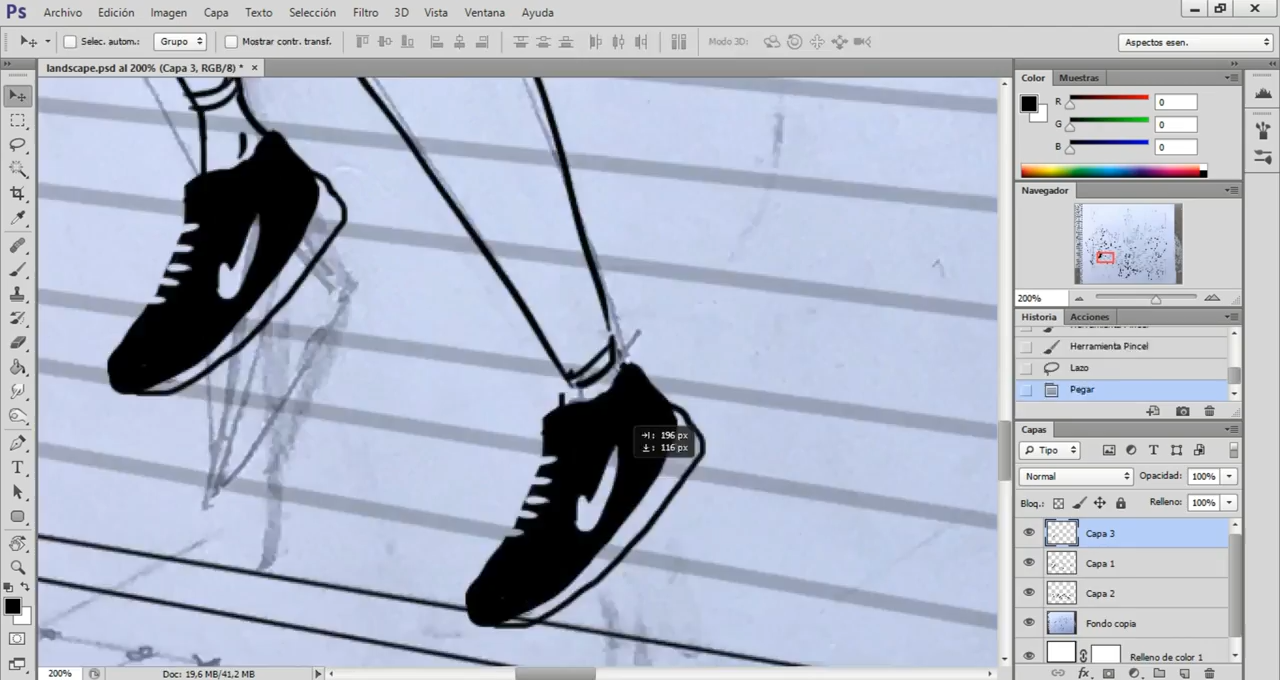 Ps Archivo Edición Imagen Capa Texto Selección Filtro 3D Vista Ventana Ayuda
Selec. autom.: Grupo Mostrar contr. transf. Modo 3D: Aspectos esen.
landscape.psd al 200% (Capa 3, RGB/8) * ×
Color Muestras
R 0
G 0
B 0
Navegador
200%
Historia Acciones
Herramienta Pincel
Herramienta Pincel
Lazo
Pegar
Capas
Tipo
Normal Opacidad: 100%
Bloq.: Relleno: 100%
Capa 3
Capa 1
Capa 2
Fondo copia
Relleno de color 1
196 px
116 px
200% Doc: 19,6 MB/41,2 MB